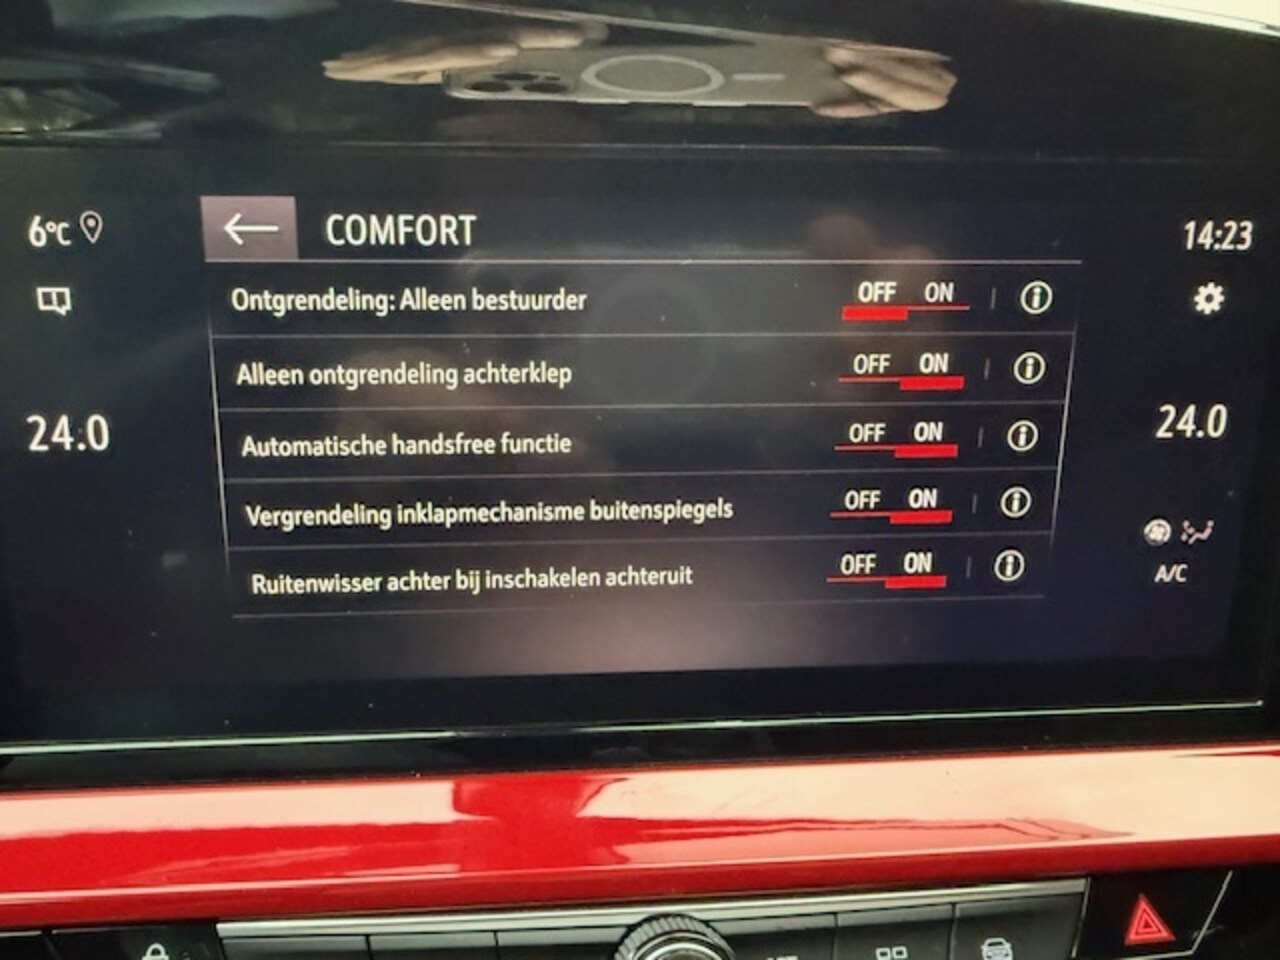 6°C
COMFORT
14:23
Ontgrendeling: Alleen bestuurder OFF ON
Alleen ontgrendeling achterklep OFF ON
Automatische handsfree functie OFF ON
Vergrendeling inklapmechanisme buitenspiegels OFF ON
Ruitenwisser achter bij inschakelen achteruit OFF ON
24.0
24.0
A/C